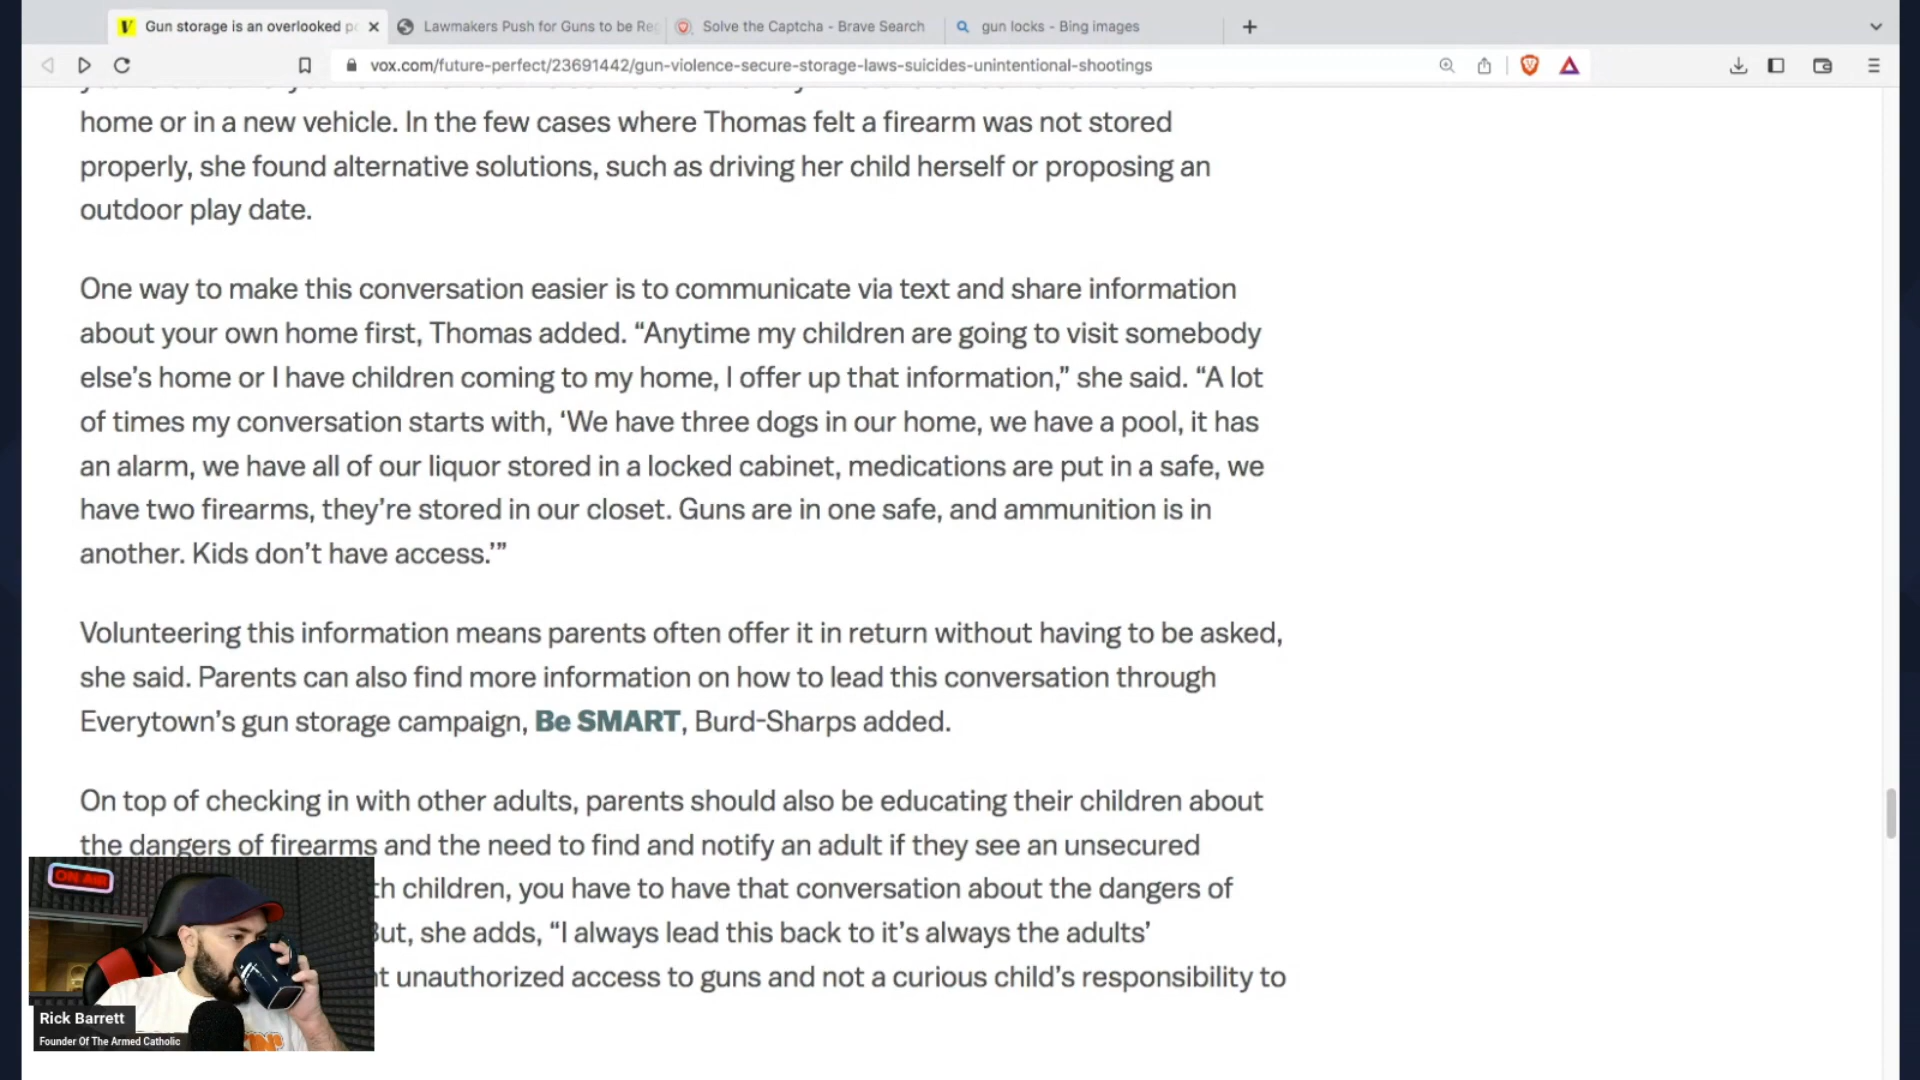 Gun storage is an overlooked p
Lawmakers Push for Guns to be Re
Solve the Captcha - Brave Search
gun locks - Bing images
vox.com/future-perfect/23691442/gun-violence-secure-storage-laws-suicides-unintentional-shootings
home or in a new vehicle. In the few cases where Thomas felt a firearm was not stored
properly, she found alternative solutions, such as driving her child herself or proposing an
outdoor play date.
One way to make this conversation easier is to communicate via text and share information
about your own home first, Thomas added. “Anytime my children are going to visit somebody
else’s home or I have children coming to my home, I offer up that information,” she said. “A lot
of times my conversation starts with, ‘We have three dogs in our home, we have a pool, it has
an alarm, we have all of our liquor stored in a locked cabinet, medications are put in a safe, we
have two firearms, they’re stored in our closet. Guns are in one safe, and ammunition is in
another. Kids don’t have access.’”
Volunteering this information means parents often offer it in return without having to be asked,
she said. Parents can also find more information on how to lead this conversation through
Everytown’s gun storage campaign, Be SMART, Burd-Sharps added.
On top of checking in with other adults, parents should also be educating their children about
the dangers of firearms and the need to find and notify an adult if they see an unsecured
children, you have to have that conversation about the dangers of
But, she adds, “I always lead this back to it’s always the adults’
unauthorized access to guns and not a curious child’s responsibility to
ON AIR
Rick Barrett
Founder Of The Armed Catholic